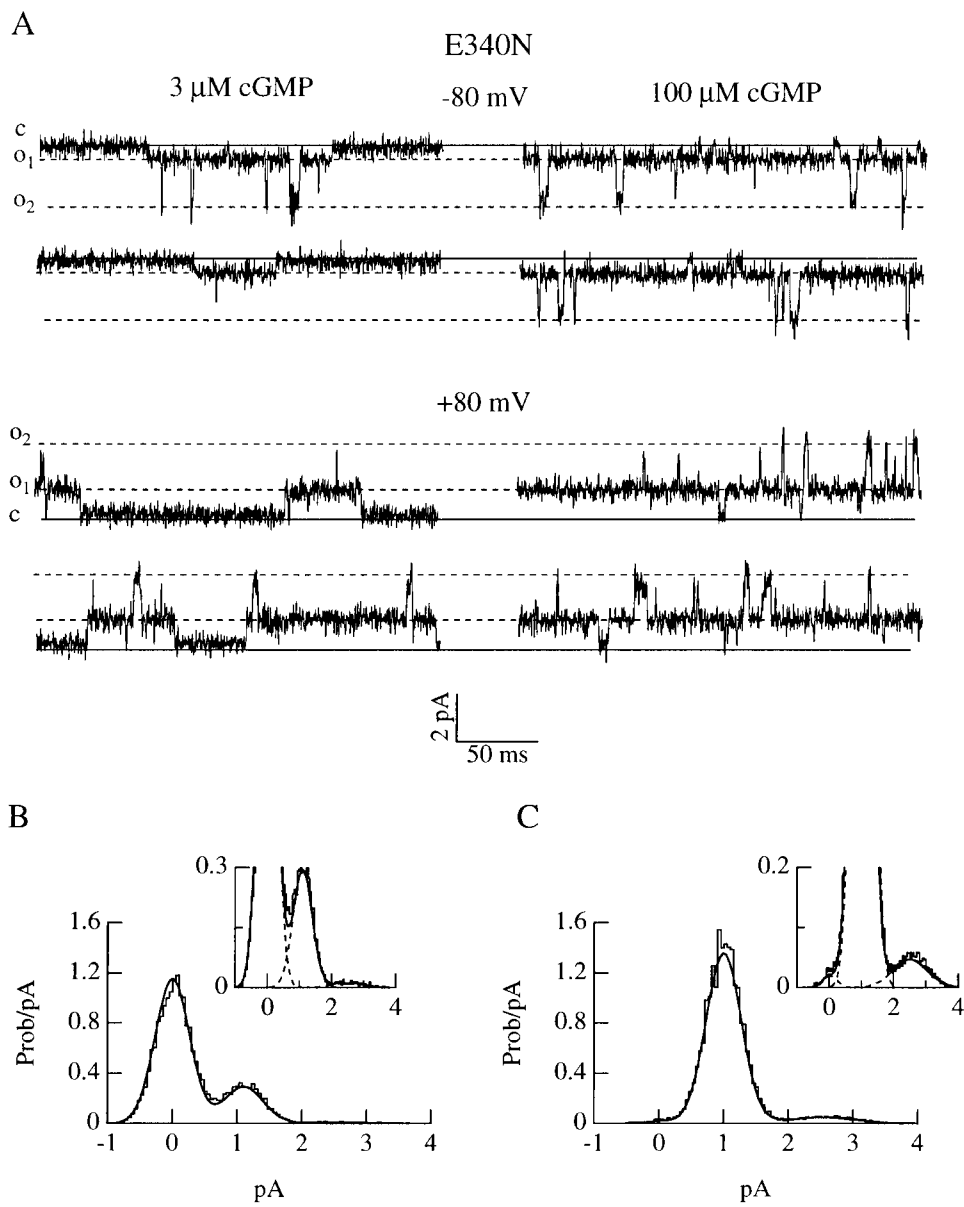 A
E340N
3 μM cGMP -80 mV 100 μM cGMP
c
o1
o2
+80 mV
o2
o1
c
2 pA
50 ms
B
C
0.3
0
0 2 4
1.6
1.2
0.8
0.4
0
-1 0 1 2 3 4
Prob/pA
pA
0.2
0
0 2 4
1.6
1.2
0.8
0.4
0
-1 0 1 2 3 4
Prob/pA
pA